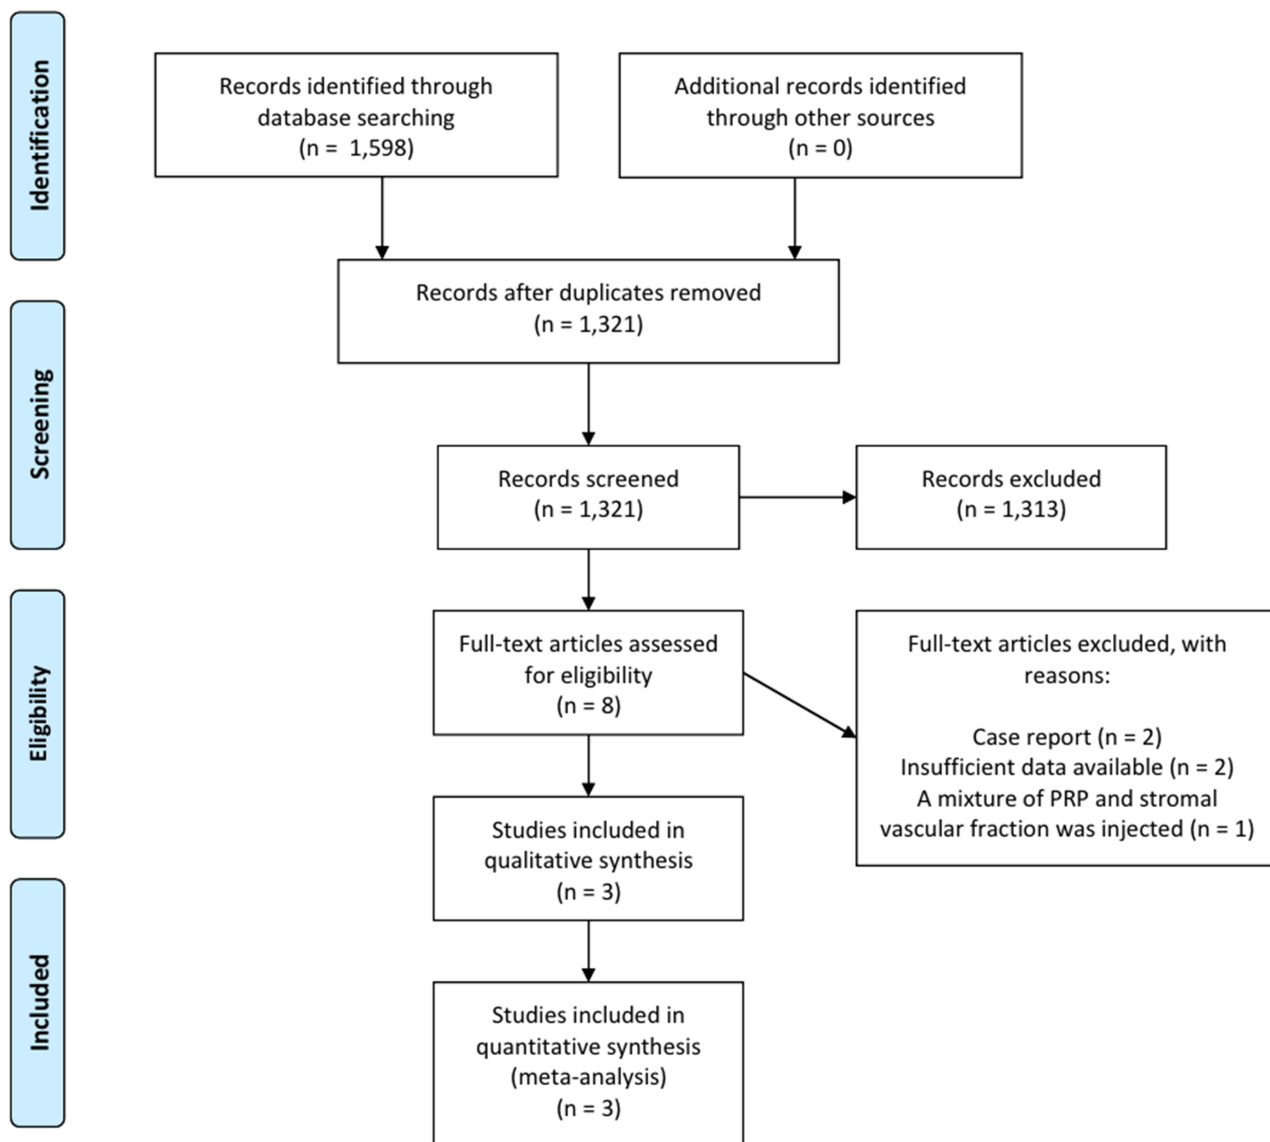 Identification
Records identified through
database searching
(n =  1,598)
Additional records identified
through other sources
(n = 0)
Records after duplicates removed
(n = 1,321)
Screening
Records screened
(n = 1,321)
Records excluded
(n = 1,313)
Eligibility
Full-text articles assessed
for eligibility
(n = 8)
Full-text articles excluded, with
reasons:
Case report (n = 2)
Insufficient data available (n = 2)
A mixture of PRP and stromal
vascular fraction was injected (n = 1)
Studies included in
qualitative synthesis
(n = 3)
Included
Studies included in
quantitative synthesis
(meta-analysis)
(n = 3)